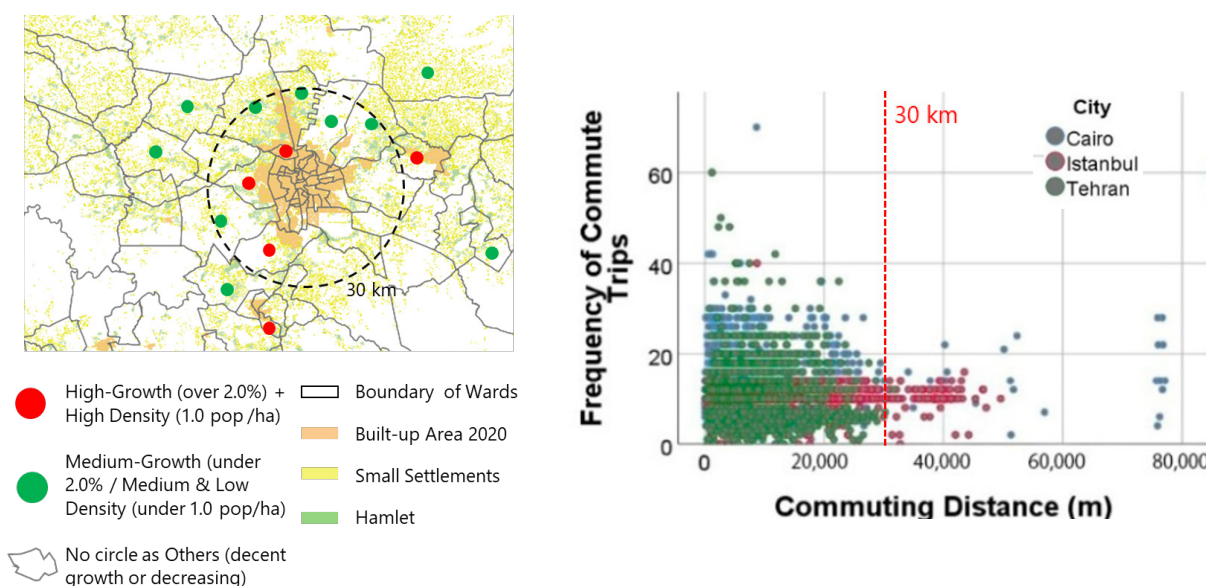 30 km
High-Growth (over 2.0%) +
High Density (1.0 pop /ha)
Medium-Growth (under
2.0% / Medium & Low
Density (under 1.0 pop/ha)
No circle as Others (decent
growth or decreasing)
Boundary of Wards
Built-up Area 2020
Small Settlements
Hamlet
Frequency of Commute
Trips
60
40
20
0
30 km
City
Cairo
Istanbul
Tehran
0 20,000 40,000 60,000 80,000
Commuting Distance (m)